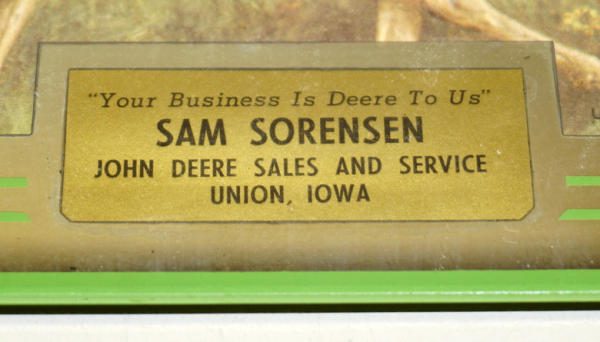 "Your Business Is Deere To Us"
SAM SORENSEN
JOHN DEERE SALES AND SERVICE
UNION, IOWA